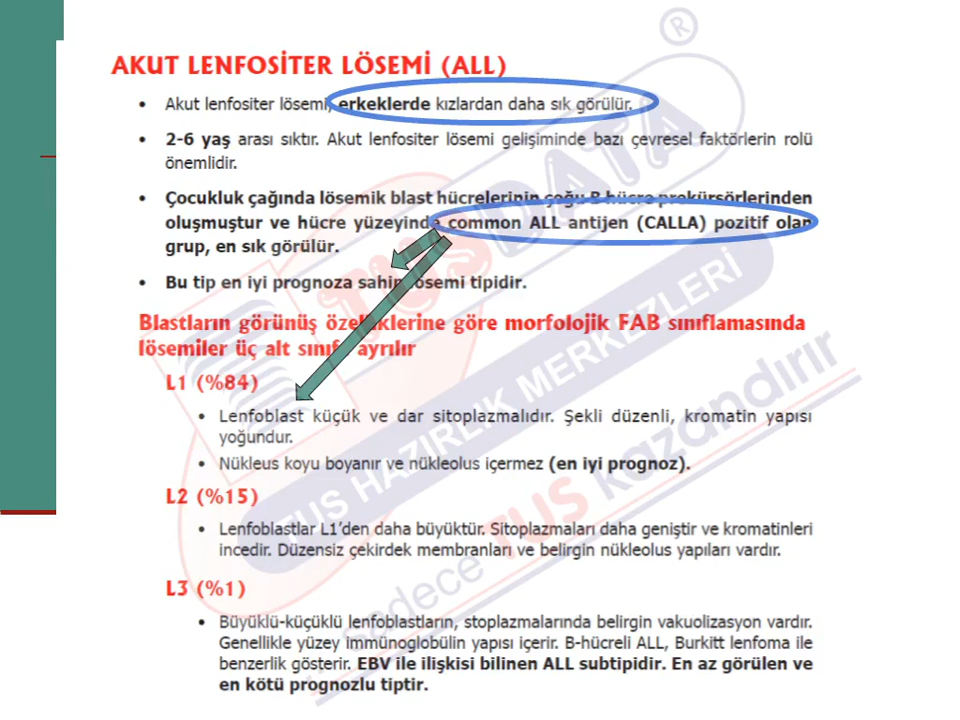 ®
AKUT LENFOSİTER LÖSEMİ (ALL)
• Akut lenfositer lösemi, erkeklerde kızlardan daha sık görülür.
• 2-6 yaş arası sıktır. Akut lenfositer lösemi gelişiminde bazı çevresel faktörlerin rolü
önemlidir.
• Çocukluk çağında lösemik blast hücrelerinin çoğu B hücre prekürsörlerinden
oluşmuştur ve hücre yüzeyinde common ALL antijen (CALLA) pozitif olan
grup, en sık görülür.
• Bu tip en iyi prognoza sahip lösemi tipidir.
Blastların görünüş özelliklerine göre morfolojik FAB sınıflamasında
lösemiler üç alt sınıfa ayrılır
L1 (%84)
• Lenfoblast küçük ve dar sitoplazmalıdır. Şekli düzenli, kromatin yapısı
yoğundur.
• Nükleus koyu boyanır ve nükleolus içermez (en iyi prognoz).
L2 (%15)
• Lenfoblastlar L1'den daha büyüktür. Sitoplazmaları daha geniştir ve kromatinleri
incedir. Düzensiz çekirdek membranları ve belirgin nükleolus yapıları vardır.
L3 (%1)
• Büyüklü-küçüklü lenfoblastların, stoplazmalarında belirgin vakuolizasyon vardır.
Genellikle yüzey immünoglobülin yapısı içerir. B-hücreli ALL, Burkitt lenfoma ile
benzerlik gösterir. EBV ile ilişkisi bilinen ALL subtipidir. En az görülen ve
en kötü prognozlu tiptir.
TUSDATA
TUS HAZIRLIK MERKEZLERİ
Sadece TUS kazandırır